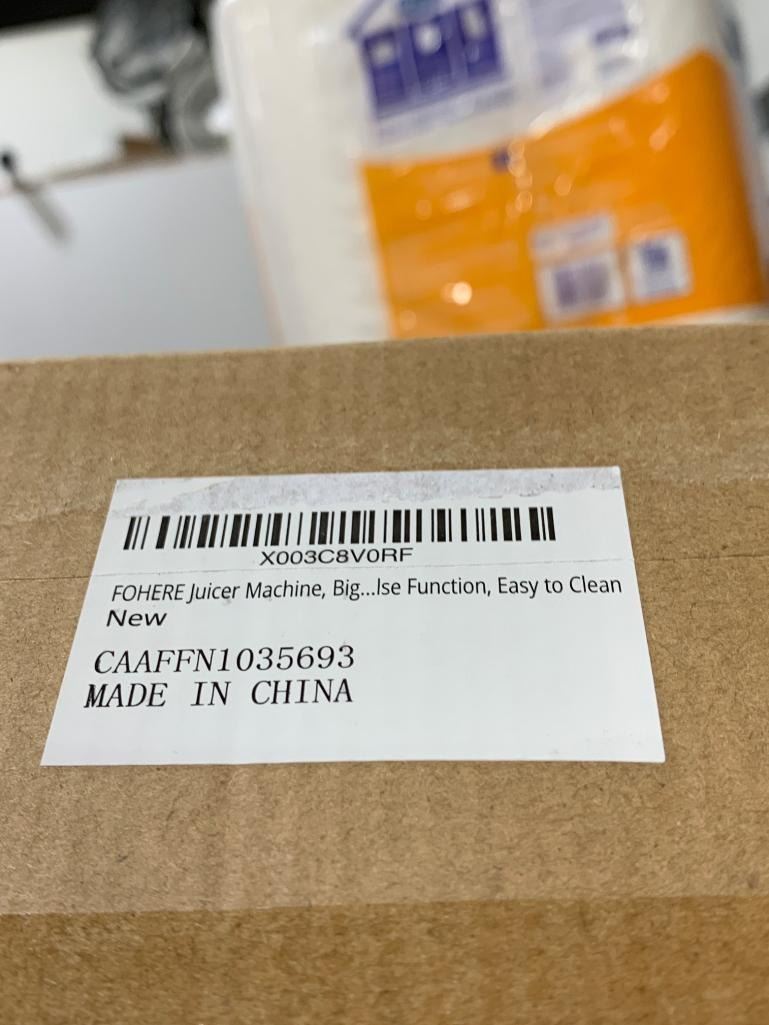 X003C8V0RF
FOHERE Juicer Machine, Big...lse Function, Easy to Clean
New
CAAFFN1035693
MADE IN CHINA